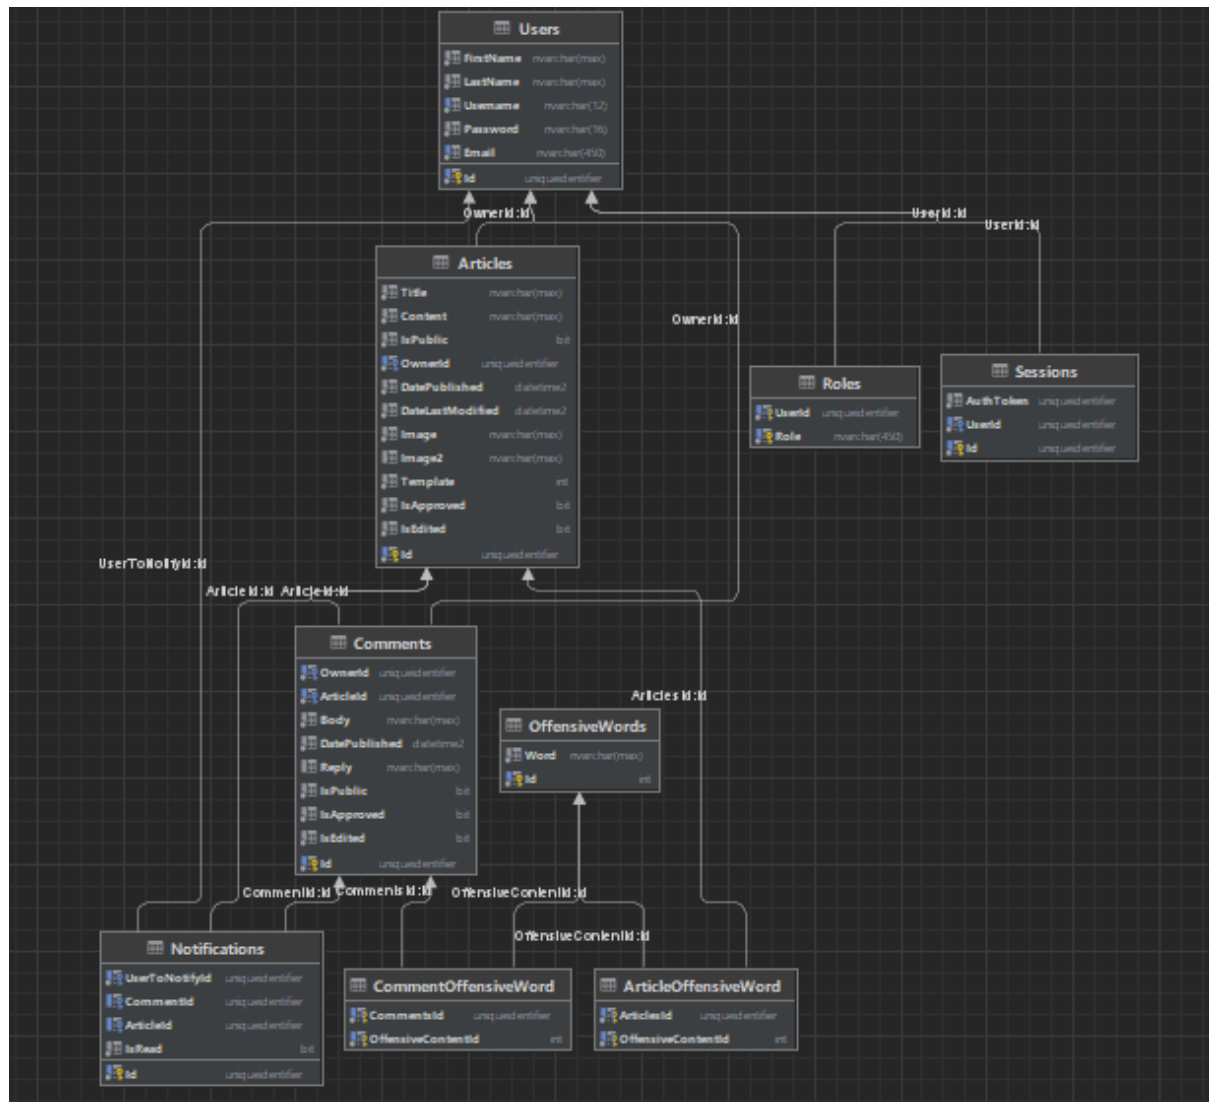 Users
FirstName nvarchar(max)
LastName nvarchar(max)
Username nvarchar(12)
Password nvarchar(16)
Email nvarchar(450)
Id uniqueidentifier
OwnerId:Id
UserId:Id
UserId:Id
Articles
Title nvarchar(max)
Content nvarchar(max)
IsPublic bit
OwnerId uniqueidentifier
DatePublished datetime2
DateLastModified datetime2
Image nvarchar(max)
Image2 nvarchar(max)
Template int
IsApproved bit
IsEdited bit
Id uniqueidentifier
OwnerId:Id
Roles
UserId uniqueidentifier
Role nvarchar(450)
Sessions
AuthToken uniqueidentifier
UserId uniqueidentifier
Id uniqueidentifier
UserToNotifyId:Id
ArticleId:Id ArticleId:Id
Comments
OwnerId uniqueidentifier
ArticleId uniqueidentifier
Body nvarchar(max)
DatePublished datetime2
Reply nvarchar(max)
IsPublic bit
IsApproved bit
IsEdited bit
Id uniqueidentifier
ArticlesId:Id
OffensiveWords
Word nvarchar(max)
Id int
CommentId:Id CommentsId:Id OffensiveContentId:Id
OffensiveContentId:Id
Notifications
UserToNotifyId uniqueidentifier
CommentId uniqueidentifier
ArticleId uniqueidentifier
IsRead bit
Id uniqueidentifier
CommentOffensiveWord
CommentsId uniqueidentifier
OffensiveContentId int
ArticleOffensiveWord
ArticlesId uniqueidentifier
OffensiveContentId int